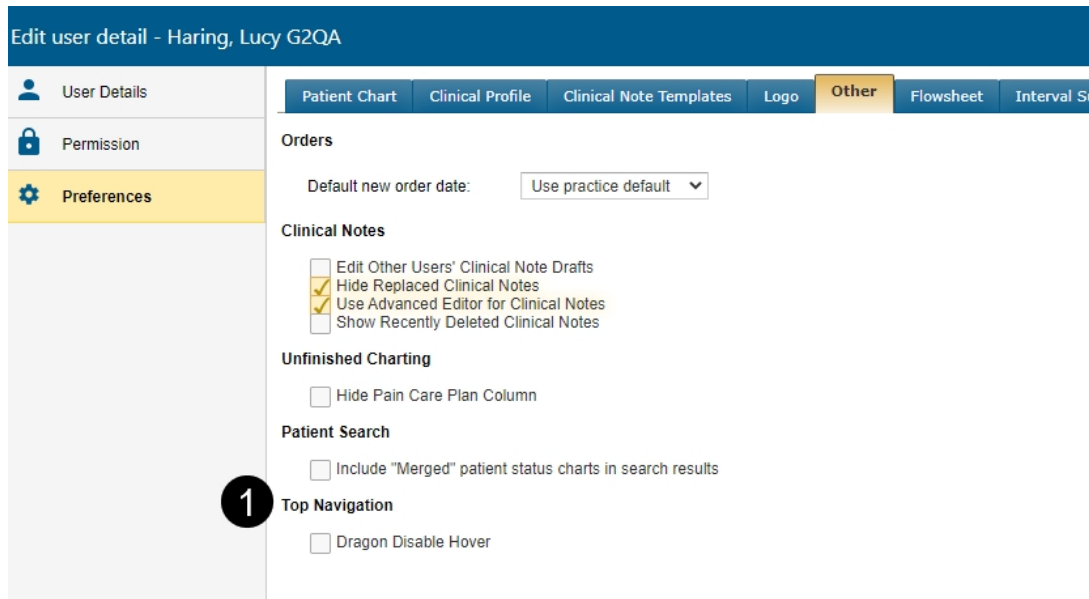 Edit user detail - Haring, Lucy G2QA
User Details
Permission
Preferences
Patient Chart Clinical Profile Clinical Note Templates Logo Other Flowsheet Interval S
Orders
Default new order date: Use practice default
Clinical Notes
Edit Other Users' Clinical Note Drafts
Hide Replaced Clinical Notes
Use Advanced Editor for Clinical Notes
Show Recently Deleted Clinical Notes
Unfinished Charting
Hide Pain Care Plan Column
Patient Search
Include "Merged" patient status charts in search results
1 Top Navigation
Dragon Disable Hover